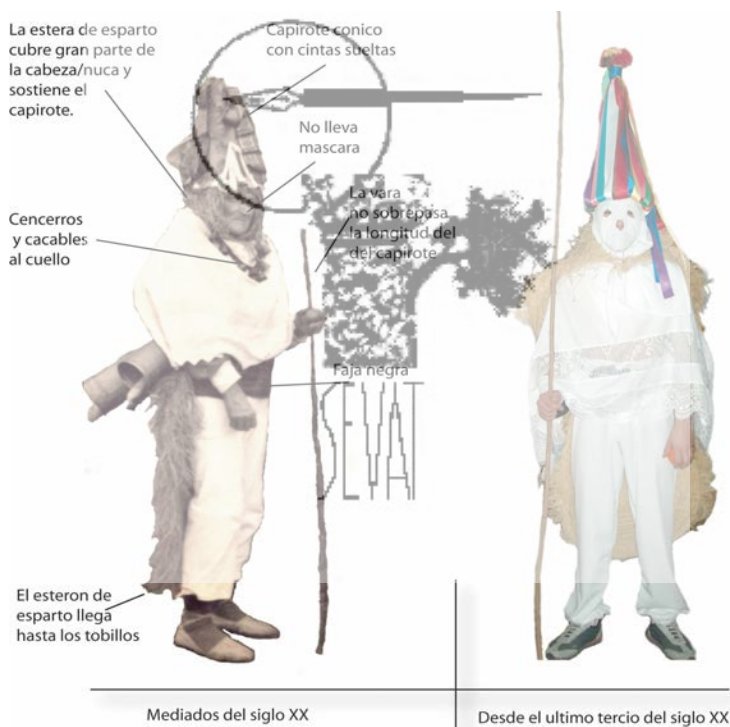 La estera de esparto
cubre gran parte de
la cabeza/nuca y
sostiene el
capirote.
Capirote conico
con cintas sueltas
No lleva
mascara
Cencerros
y cacables
al cuello
La vara
no sobrepasa
la longitud del
del capirote
Faja negra
SEVAT
El esteron de
esparto llega
hasta los tobillos
Mediados del siglo XX
Desde el ultimo tercio del siglo XX